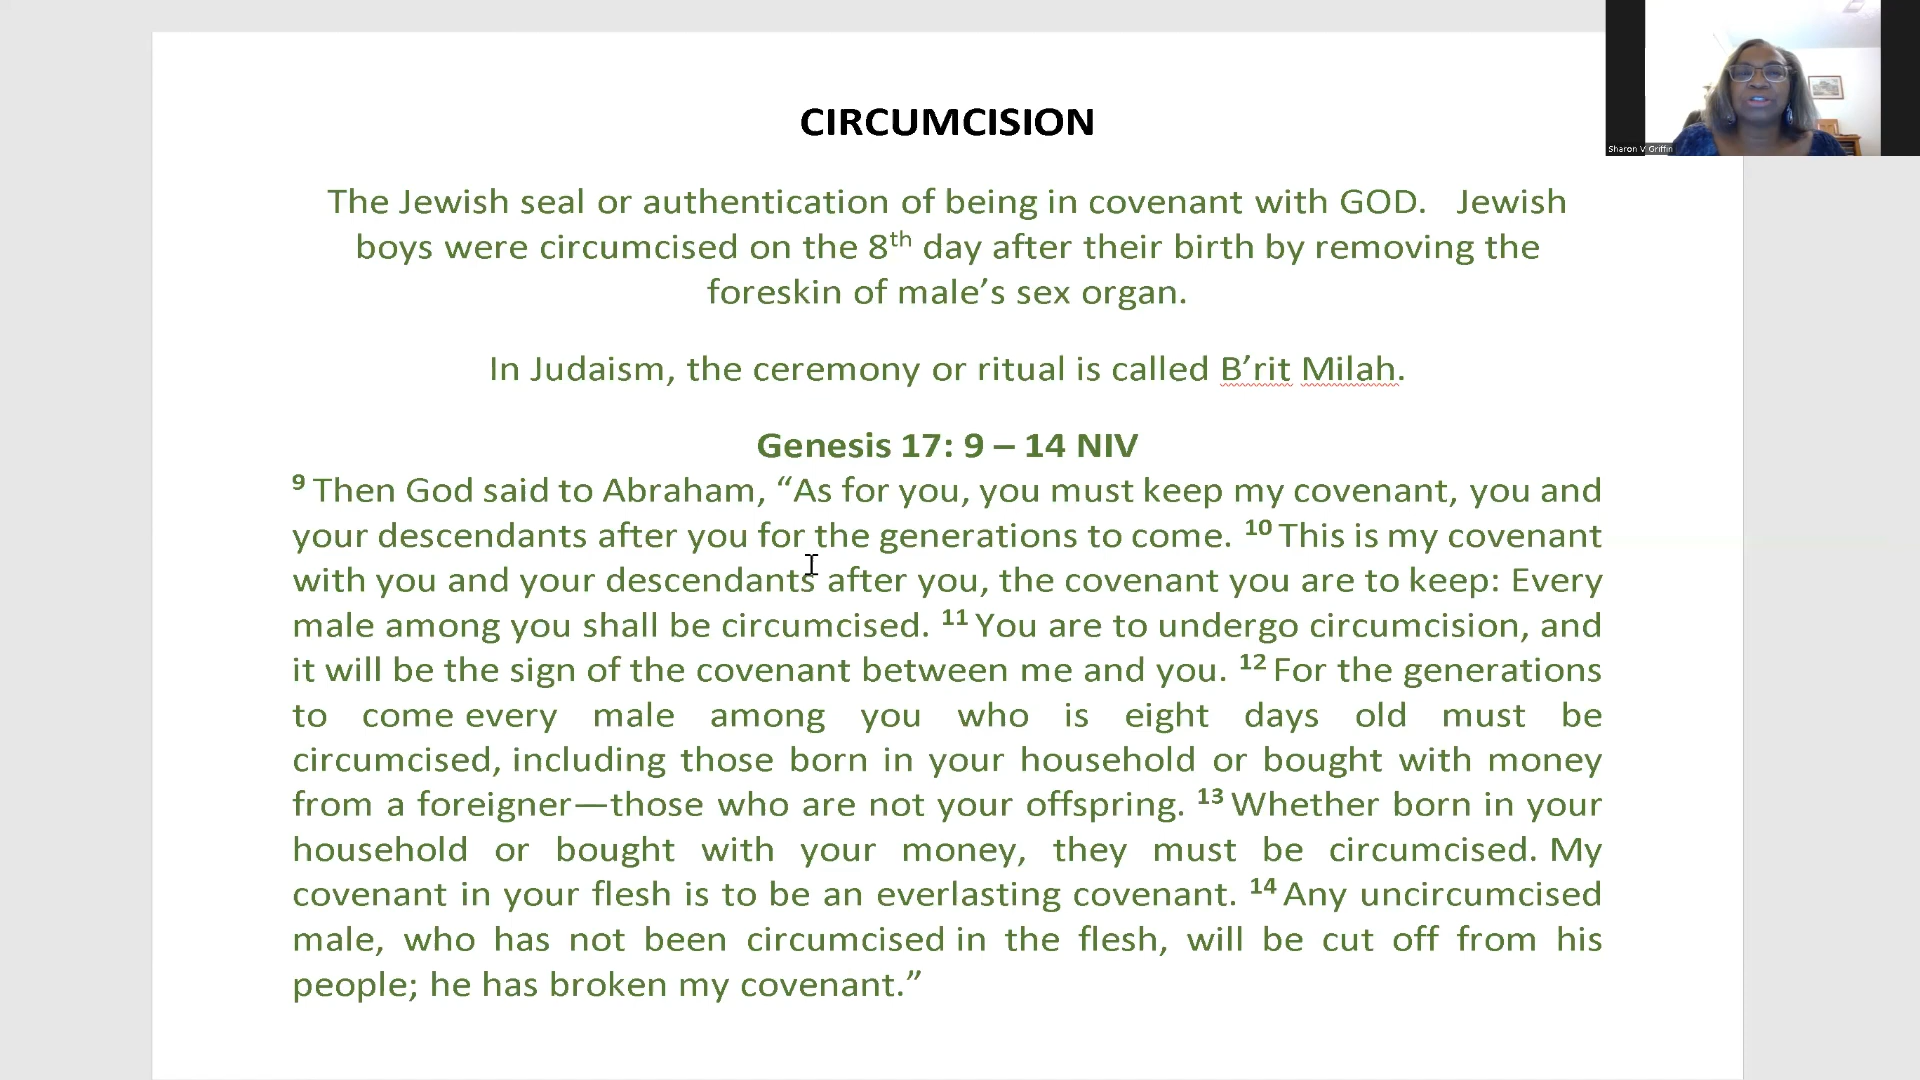 CIRCUMCISION
Sharon V Griffin
The Jewish seal or authentication of being in covenant with GOD.   Jewish
boys were circumcised on the 8th day after their birth by removing the
foreskin of male’s sex organ.
In Judaism, the ceremony or ritual is called B’rit Milah.
Genesis 17: 9 – 14 NIV
9 Then God said to Abraham, “As for you, you must keep my covenant, you and
your descendants after you for the generations to come. 10 This is my covenant
with you and your descendants after you, the covenant you are to keep: Every
male among you shall be circumcised. 11 You are to undergo circumcision, and
it will be the sign of the covenant between me and you. 12 For the generations
to come every male among you who is eight days old must be
circumcised, including those born in your household or bought with money
from a foreigner—those who are not your offspring. 13 Whether born in your
household or bought with your money, they must be circumcised. My
covenant in your flesh is to be an everlasting covenant. 14 Any uncircumcised
male, who has not been circumcised in the flesh, will be cut off from his
people; he has broken my covenant.”